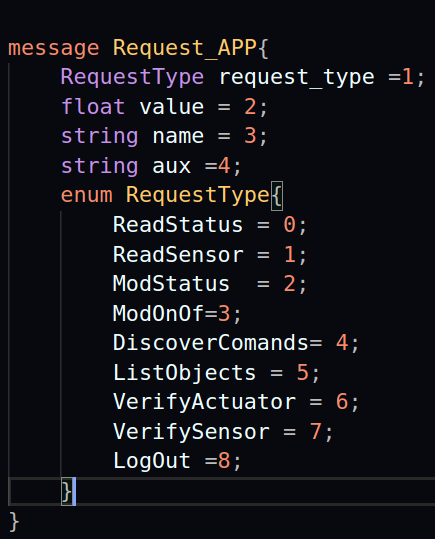 message Request_APP{
RequestType request_type =1;
float value = 2;
string name = 3;
string aux =4;
enum RequestType{
ReadStatus = 0;
ReadSensor = 1;
ModStatus  = 2;
ModOnOf=3;
DiscoverComands= 4;
ListObjects = 5;
VerifyActuator = 6;
VerifySensor = 7;
LogOut =8;
}
}